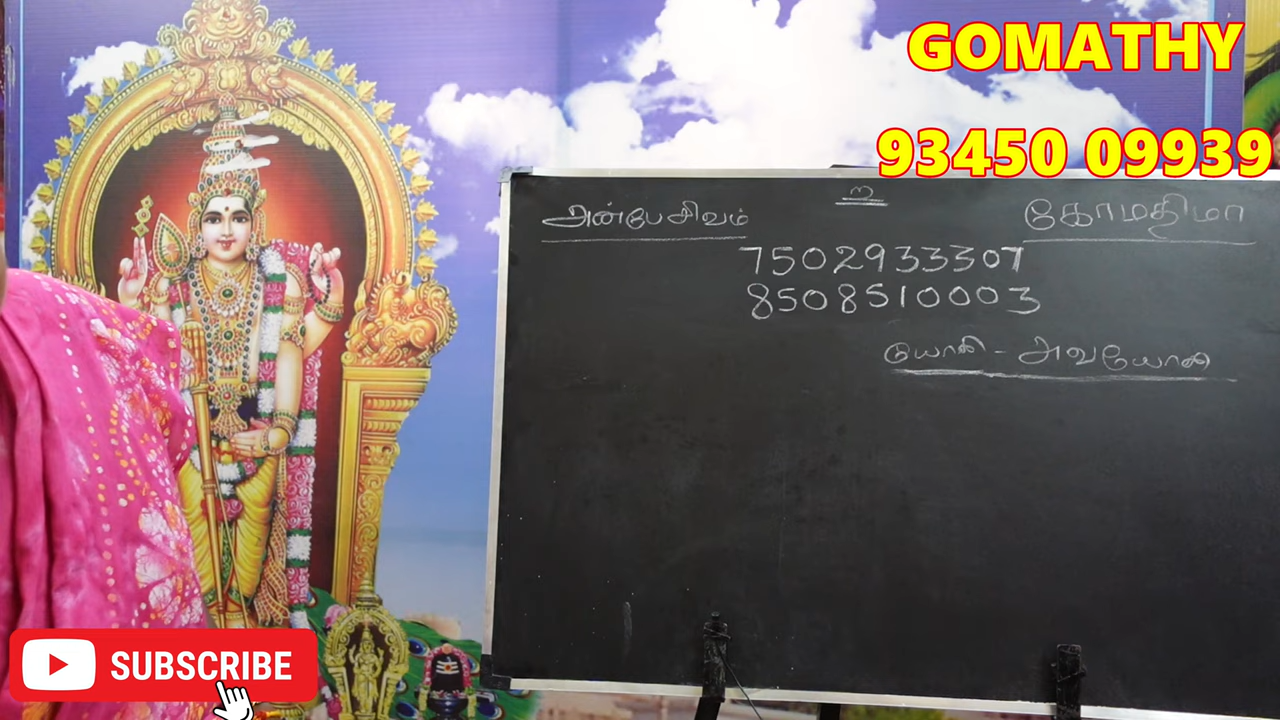 GOMATHY
93450 09939
உ
அன்பே சிவம்
கோமதிமா
7502933307
8508510003
யோகி - அவயோகி
SUBSCRIBE